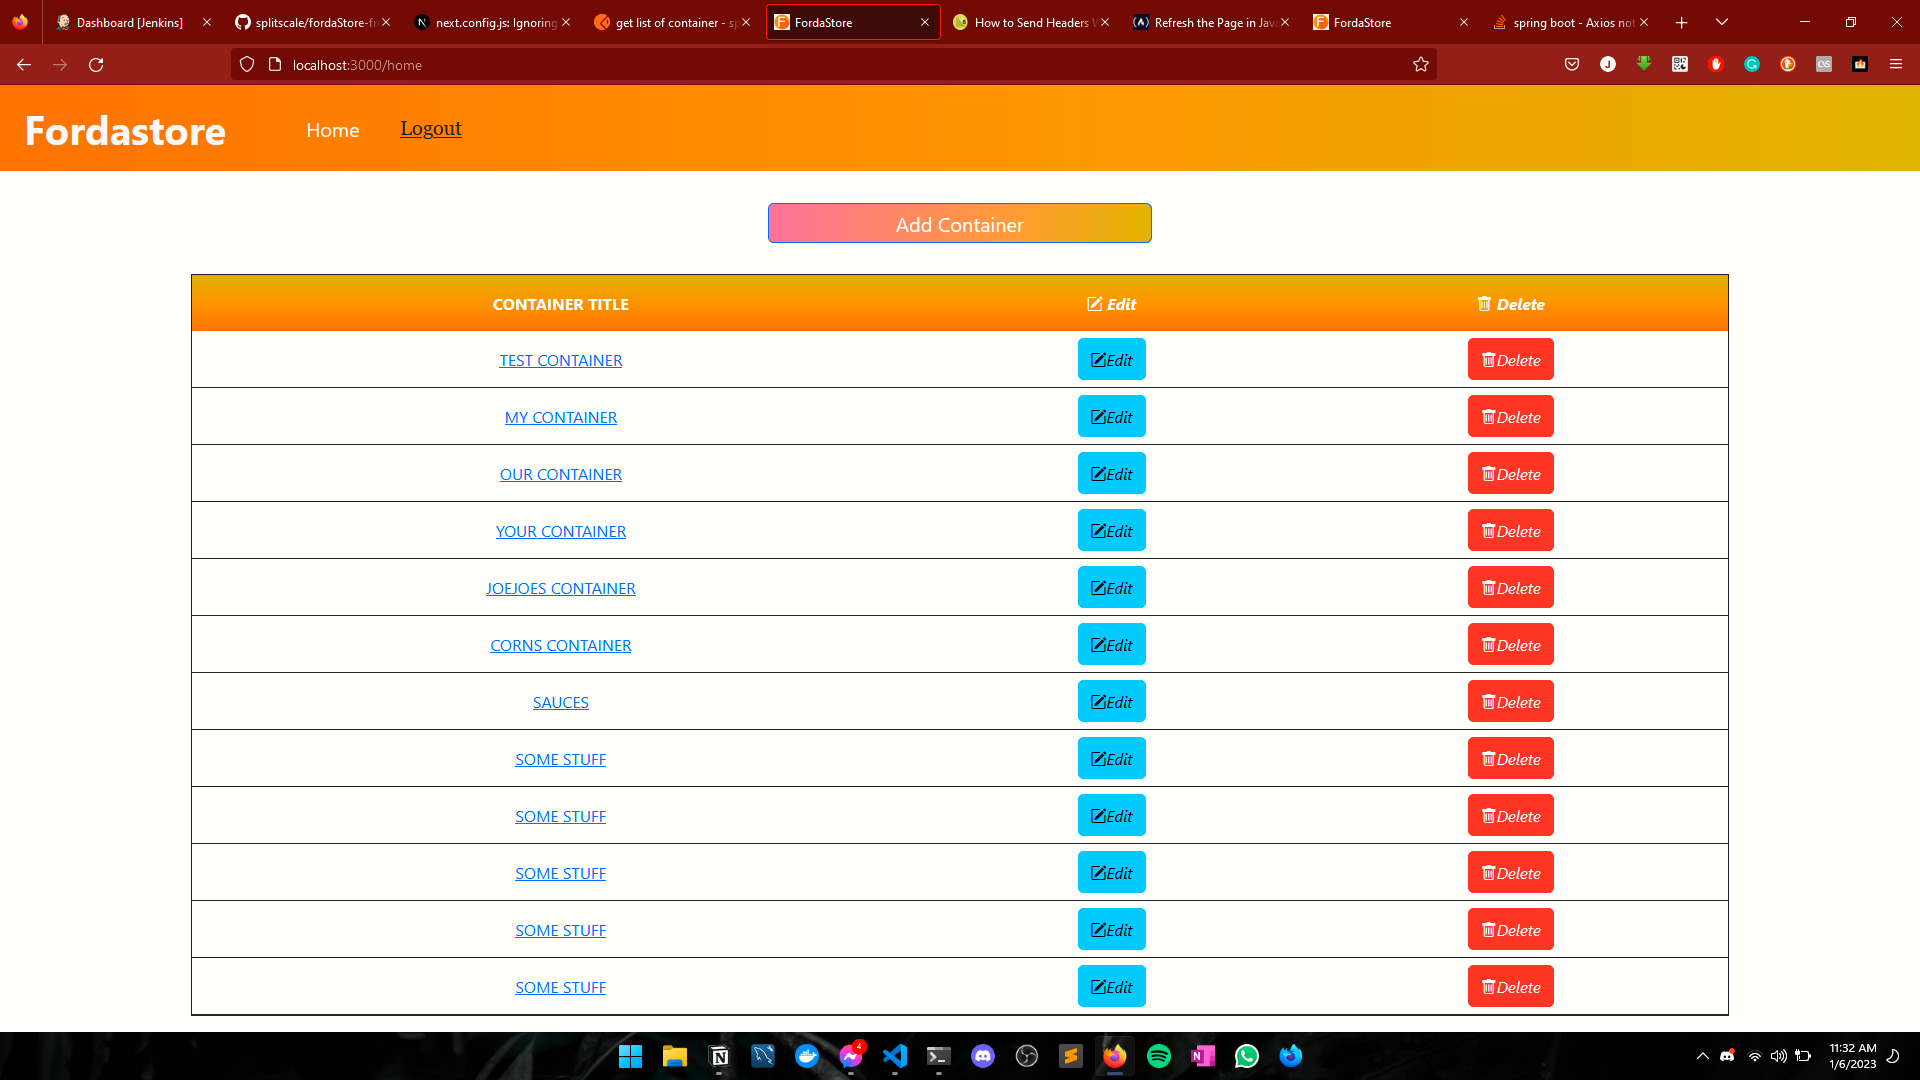 Dashboard [Jenkins]
splitscale/fordaStore-fr
next.config.js: Ignoring
get list of container - sp
FordaStore
How to Send Headers W
Refresh the Page in Java
FordaStore
spring boot - Axios not
localhost:3000/home
Fordastore
Home
Logout
Add Container
CONTAINER TITLE Edit Delete
TEST CONTAINER Edit Delete
MY CONTAINER Edit Delete
OUR CONTAINER Edit Delete
YOUR CONTAINER Edit Delete
JOEJOES CONTAINER Edit Delete
CORNS CONTAINER Edit Delete
SAUCES Edit Delete
SOME STUFF Edit Delete
SOME STUFF Edit Delete
SOME STUFF Edit Delete
SOME STUFF Edit Delete
SOME STUFF Edit Delete
4
11:32 AM
1/6/2023